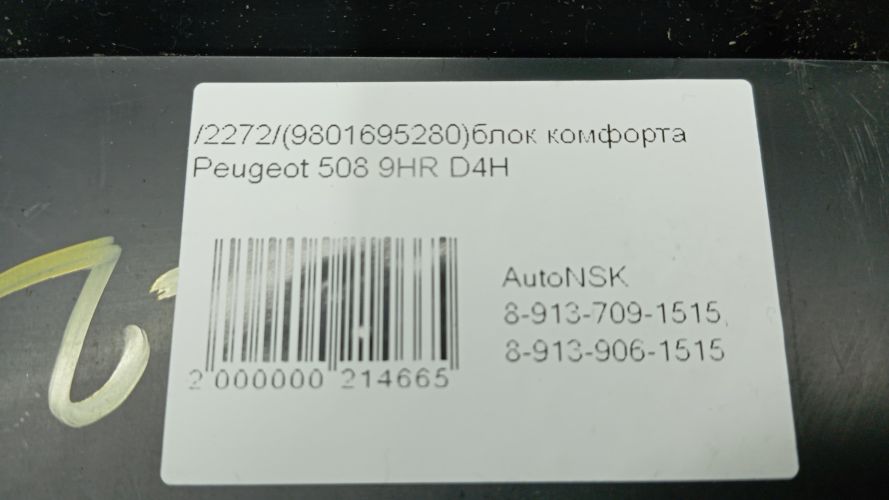 /2272/(9801695280)блок комфорта
Peugeot 508 9HR D4H
AutoNSK
8-913-709-1515,
8-913-906-1515
2 000000 214665